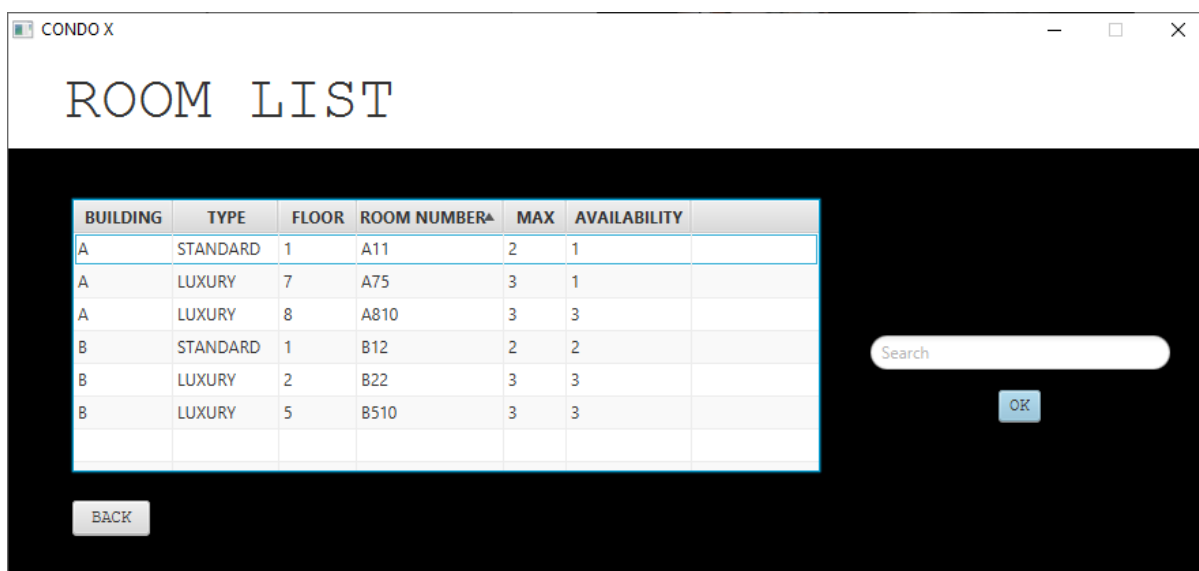 CONDO X
ROOM LIST
BUILDING TYPE FLOOR ROOM NUMBER MAX AVAILABILITY
A STANDARD 1 A11 2 1
A LUXURY 7 A75 3 1
A LUXURY 8 A810 3 3
B STANDARD 1 B12 2 2
B LUXURY 2 B22 3 3
B LUXURY 5 B510 3 3
Search
OK
BACK